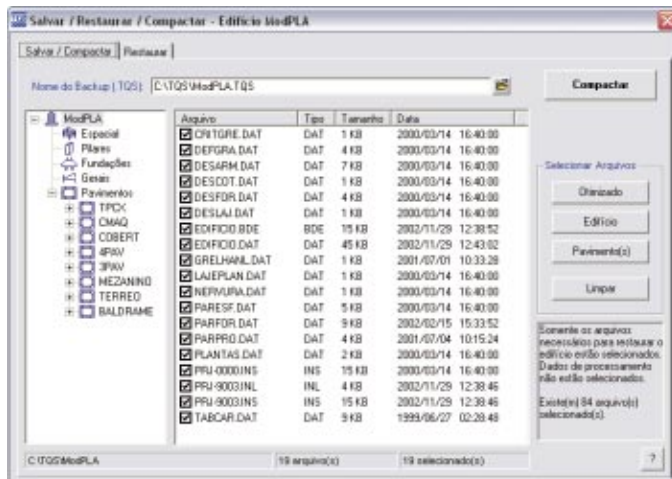 Salvar / Restaurar / Compactar - Edifício ModPLA
Salvar / Compactar Restaurar
Nome do Backup (.TQS): C:\TQS\ModPLA.TQS
Compactar
ModPLA
Espacial
Pilares
Fundações
Gerais
Pavimentos
TPCX
CMAQ
COBERT
4PAV
3PAV
MEZANINO
TERREO
BALDRAME
Arquivo Tipo Tamanho Data
CRITGRE.DAT DAT 1 KB 2000/03/14 16:40:00
DEFGRA.DAT DAT 4 KB 2000/03/14 16:40:00
DESARM.DAT DAT 7 KB 2000/03/14 16:40:00
DESCOT.DAT DAT 1 KB 2000/03/14 16:40:00
DESFOR.DAT DAT 4 KB 2000/03/14 16:40:00
DESLAJ.DAT DAT 1 KB 2000/03/14 16:40:00
EDIFICIO.BDE BDE 15 KB 2002/11/29 12:38:52
EDIFICIO.DAT DAT 45 KB 2002/11/29 12:43:02
GRELHANL.DAT DAT 1 KB 2001/07/01 10:33:28
LAJEPLAN.DAT DAT 1 KB 2000/03/14 16:40:00
NERVURA.DAT DAT 1 KB 2000/03/14 16:40:00
PARESF.DAT DAT 5 KB 2000/03/14 16:40:00
PARFOR.DAT DAT 9 KB 2002/02/15 15:33:52
PARPRO.DAT DAT 4 KB 2001/07/04 10:15:24
PLANTAS.DAT DAT 2 KB 2000/03/14 16:40:00
PRJ-0000.INS INS 15 KB 2000/03/14 16:40:00
PRJ-9003.INL INL 4 KB 2002/11/29 12:38:46
PRJ-9003.INS INS 15 KB 2002/11/29 12:38:46
TABCAR.DAT DAT 9 KB 1999/06/27 02:28:48
Selecionar Arquivos
Otimizado
Edifício
Pavimento(s)
Limpar
Somente os arquivos
necessários para restaurar o
edifício estão selecionados.
Dados de processamento
não estão selecionados.
Existe(m) 84 arquivo(s)
selecionado(s).
C:\TQS\ModPLA 19 arquivo(s) 19 selecionado(s) ?